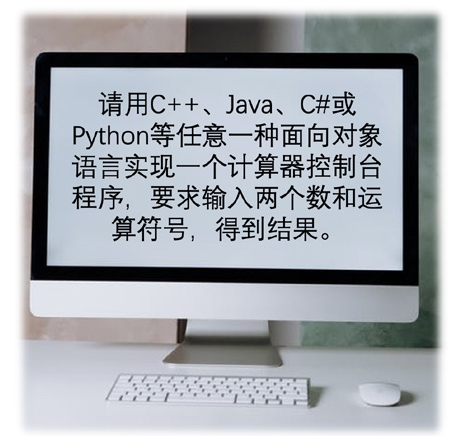 请用C++、Java、C#或
Python等任意一种面向对象
语言实现一个计算器控制台
程序，要求输入两个数和运
算符号，得到结果。